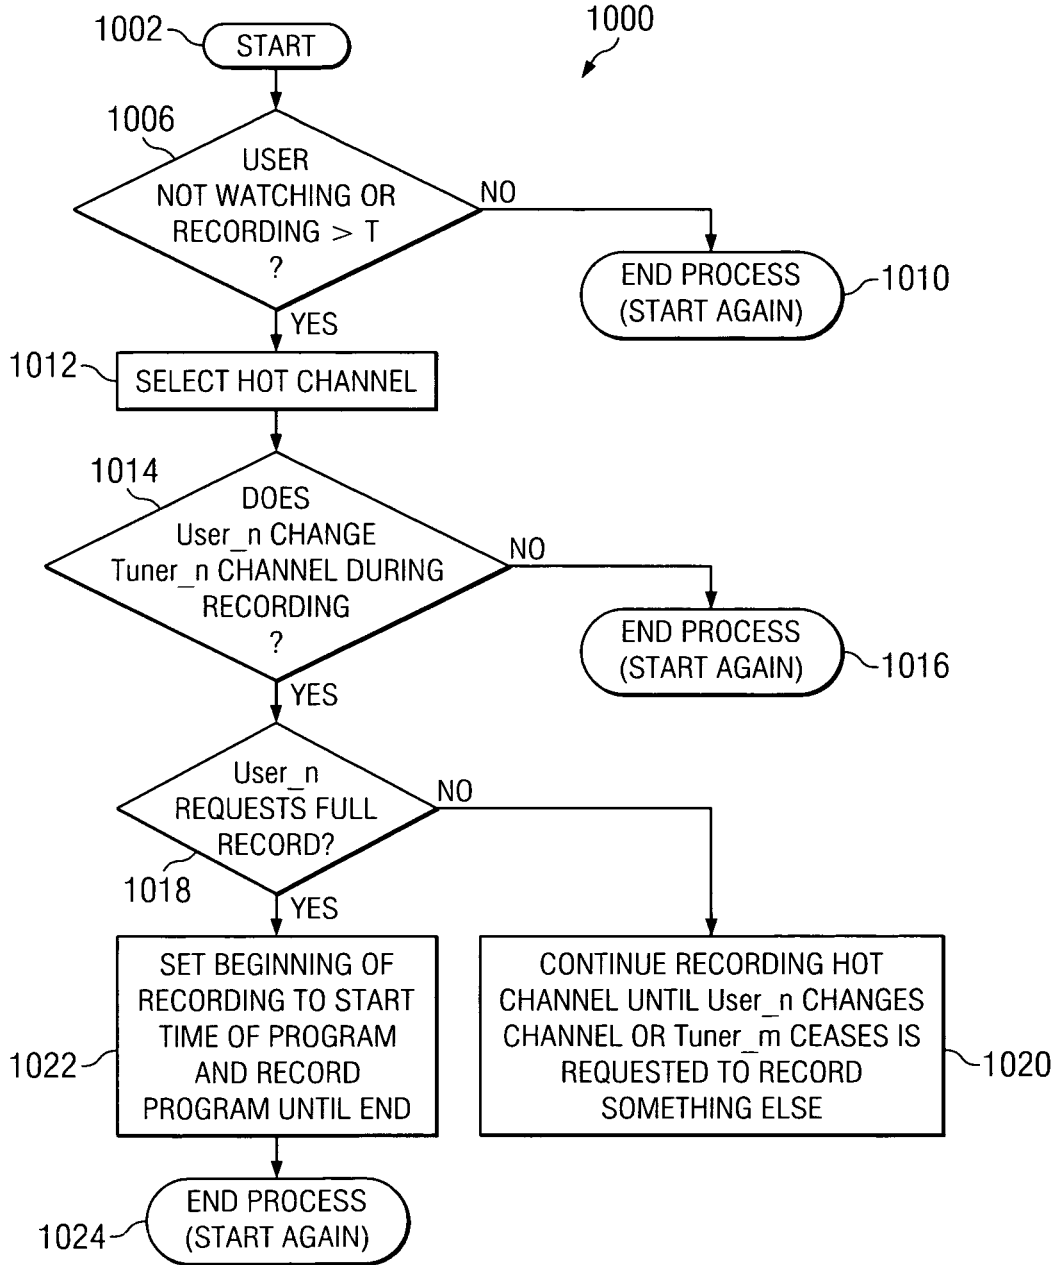 1002
START
1000
1006
USER
NOT WATCHING OR
RECORDING > T
?
NO
END PROCESS
(START AGAIN)
1010
YES
1012
SELECT HOT CHANNEL
1014
DOES
User_n CHANGE
Tuner_n CHANNEL DURING
RECORDING
?
NO
END PROCESS
(START AGAIN)
1016
YES
User_n
REQUESTS FULL
RECORD?
NO
1018
YES
SET BEGINNING OF
RECORDING TO START
TIME OF PROGRAM
AND RECORD
PROGRAM UNTIL END
1022
CONTINUE RECORDING HOT
CHANNEL UNTIL User_n CHANGES
CHANNEL OR Tuner_m CEASES IS
REQUESTED TO RECORD
SOMETHING ELSE
1020
END PROCESS
(START AGAIN)
1024